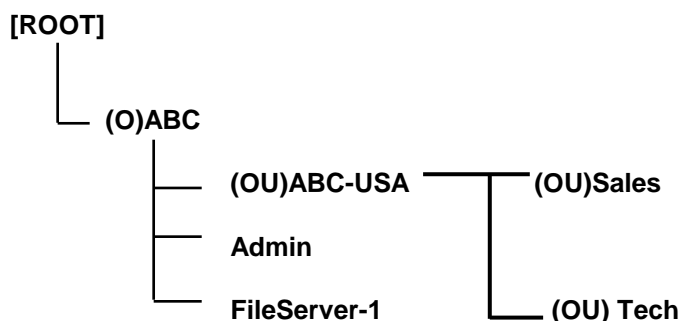 [ROOT]
(O)ABC
(OU)ABC-USA
(OU)Sales
Admin
FileServer-1
(OU) Tech